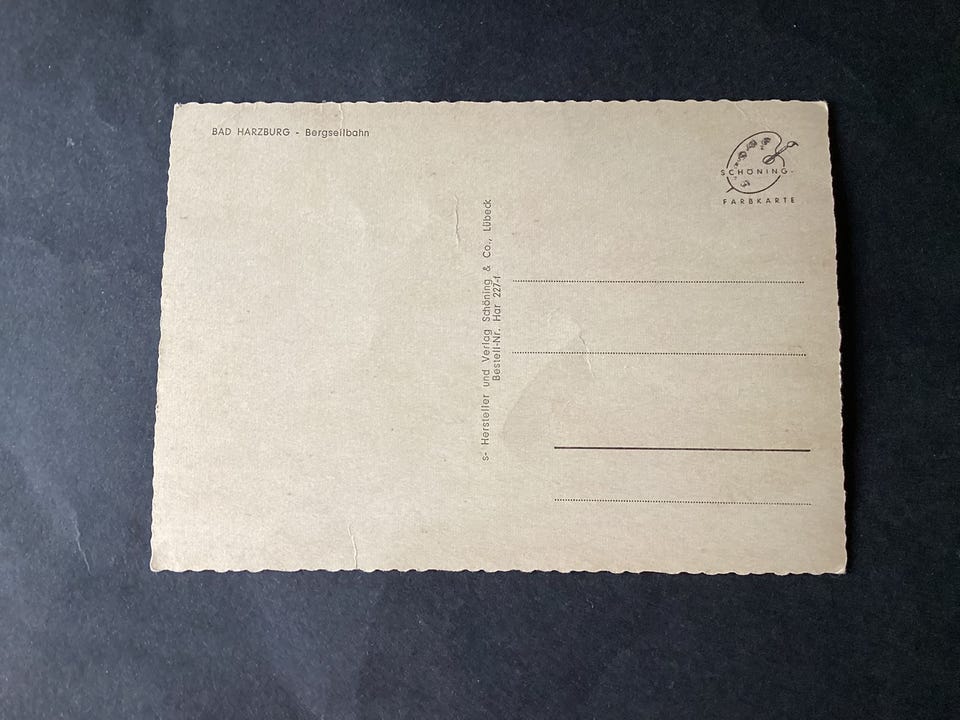 BAD HARZBURG - Bergseilbahn
SCHÖNING-
FARBKARTE
s- Hersteller und Verlag Schöning & Co., Lübeck
Bestell-Nr. Har 227-f